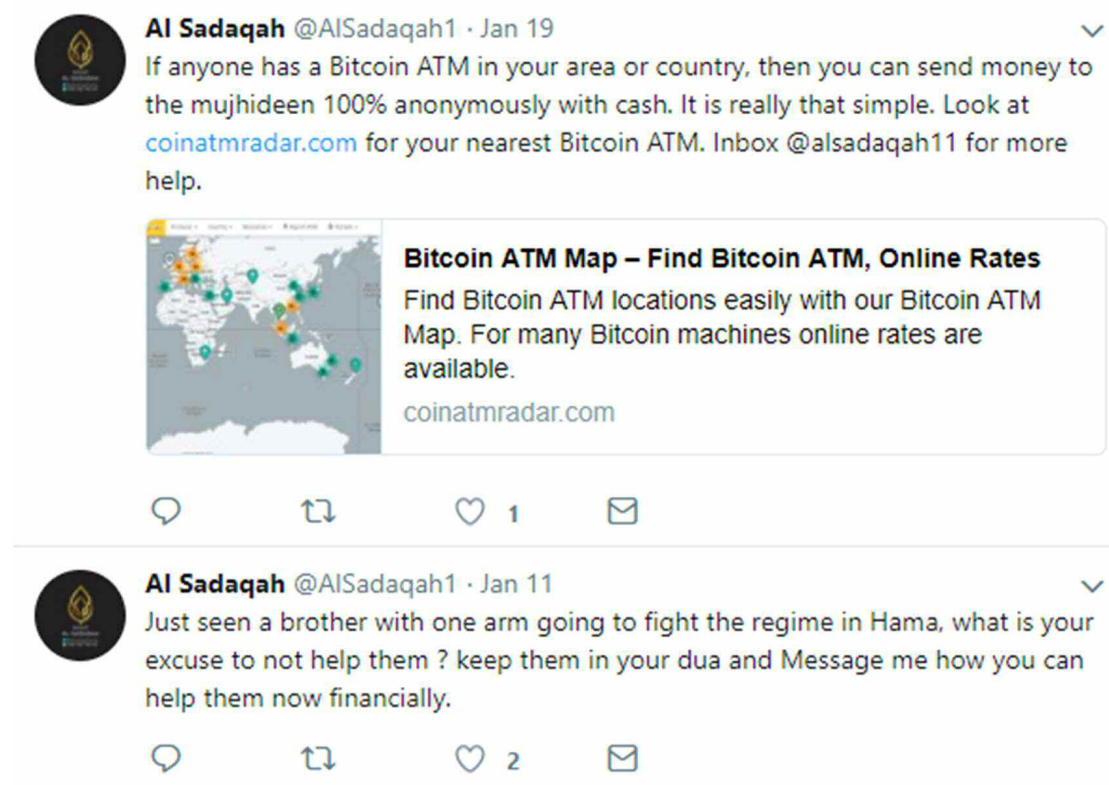 Al Sadaqah @AlSadaqah1 · Jan 19
If anyone has a Bitcoin ATM in your area or country, then you can send money to
the mujhideen 100% anonymously with cash. It is really that simple. Look at
coinatmradar.com for your nearest Bitcoin ATM. Inbox @alsadaqah11 for more
help.
Bitcoin ATM Map – Find Bitcoin ATM, Online Rates
Find Bitcoin ATM locations easily with our Bitcoin ATM
Map. For many Bitcoin machines online rates are
available.
coinatmradar.com
1
Al Sadaqah @AlSadaqah1 · Jan 11
Just seen a brother with one arm going to fight the regime in Hama, what is your
excuse to not help them ? keep them in your dua and Message me how you can
help them now financially.
2